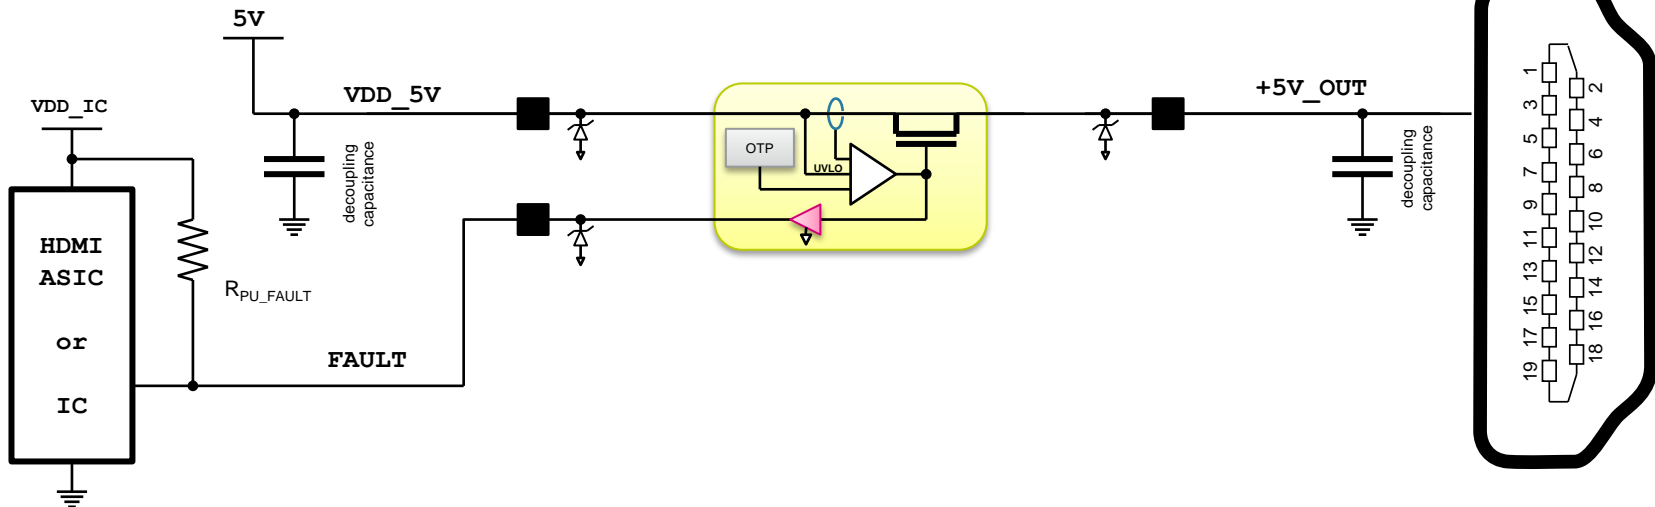 5V
VDD_IC
VDD_5V
+5V_OUT
decoupling
capacitance
OTP
UVLO
decoupling
capacitance
HDMI
ASIC
or
IC
RPU_FAULT
FAULT
1
2
3
4
5
6
7
8
9
10
11
12
13
14
15
16
17
18
19